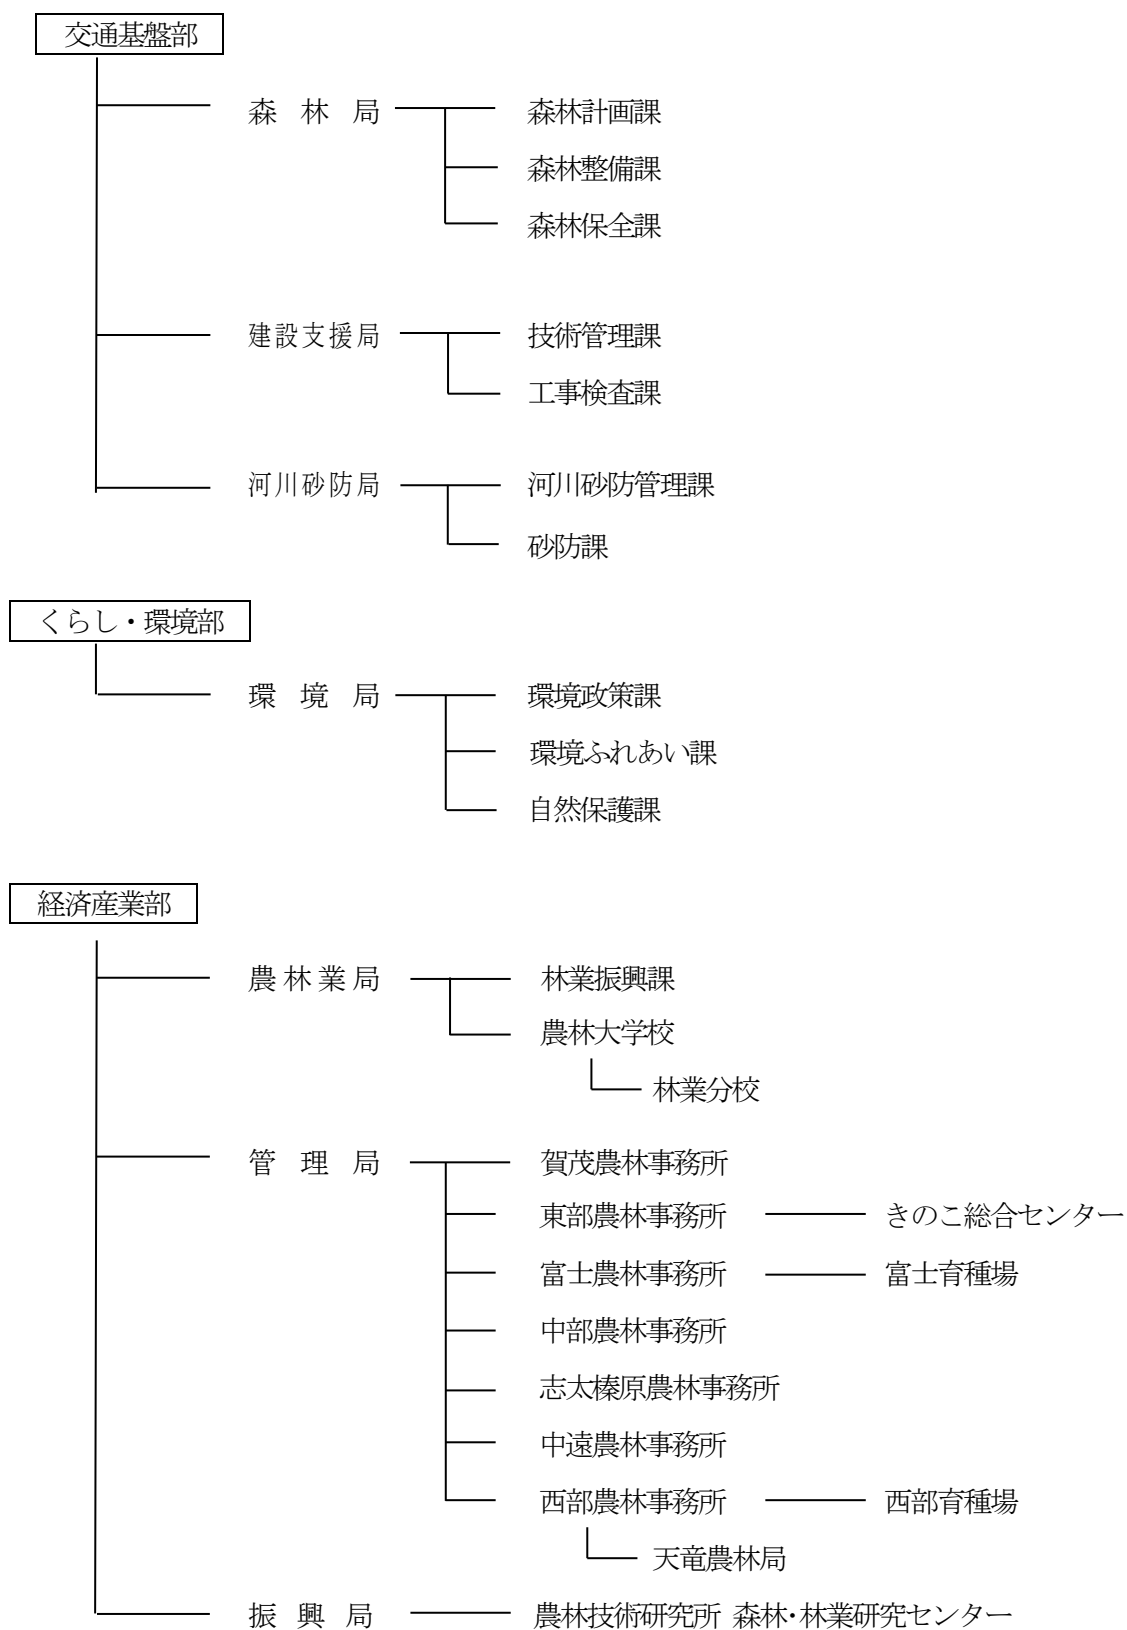 交通基盤部
森林局 森林計画課
森林整備課
森林保全課
建設支援局 技術管理課
工事検査課
河川砂防局 河川砂防管理課
砂防課
くらし・環境部
環境局 環境政策課
環境ふれあい課
自然保護課
経済産業部
農林業局 林業振興課
農林大学校
林業分校
管理局 賀茂農林事務所
東部農林事務所 きのこ総合センター
富士農林事務所 富士育種場
中部農林事務所
志太榛原農林事務所
中遠農林事務所
西部農林事務所 西部育種場
天竜農林局
振興局 農林技術研究所 森林・林業研究センター